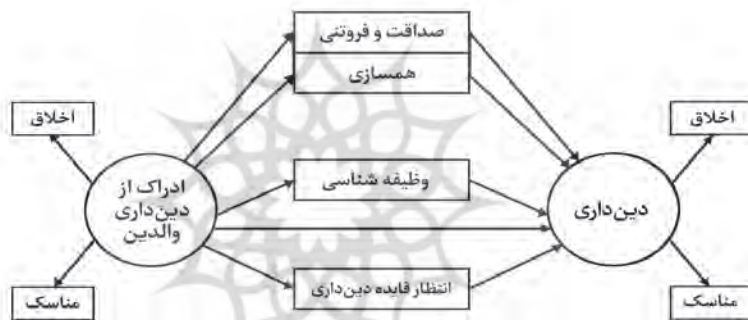 صداقت و فروتنی
همسازی
اخلاق
اخلاق
وظیفه شناسی
ادراک از
دین‌داری
والدین
دین‌داری
انتظار فایده دین‌داری
مناسک
مناسک